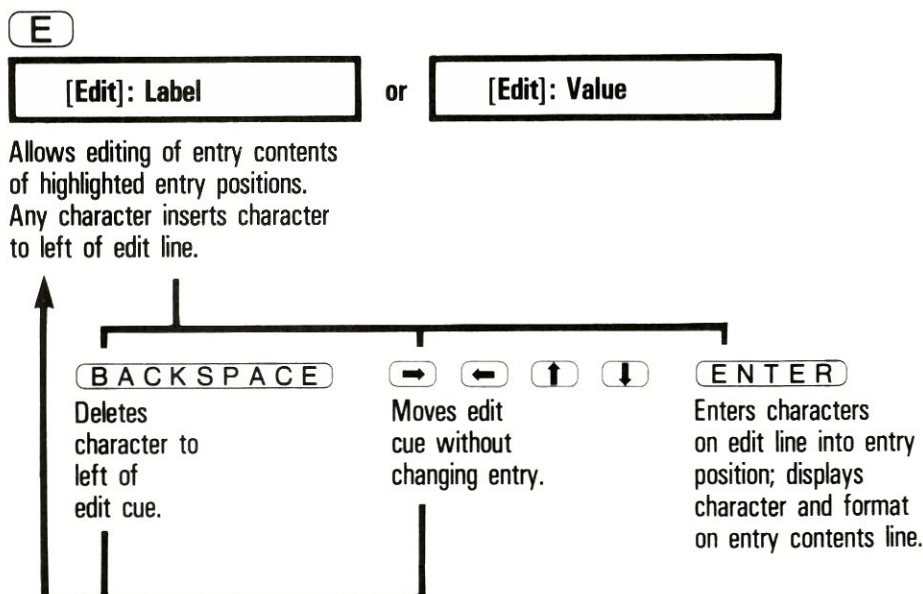 E
[Edit]: Label or [Edit]: Value
Allows editing of entry contents
of highlighted entry positions.
Any character inserts character
to left of edit line.
BACKSPACE
Deletes
character to
left of
edit cue.
→ ← ↑ ↓
Moves edit
cue without
changing entry.
ENTER
Enters characters
on edit line into entry
position; displays
character and format
on entry contents line.